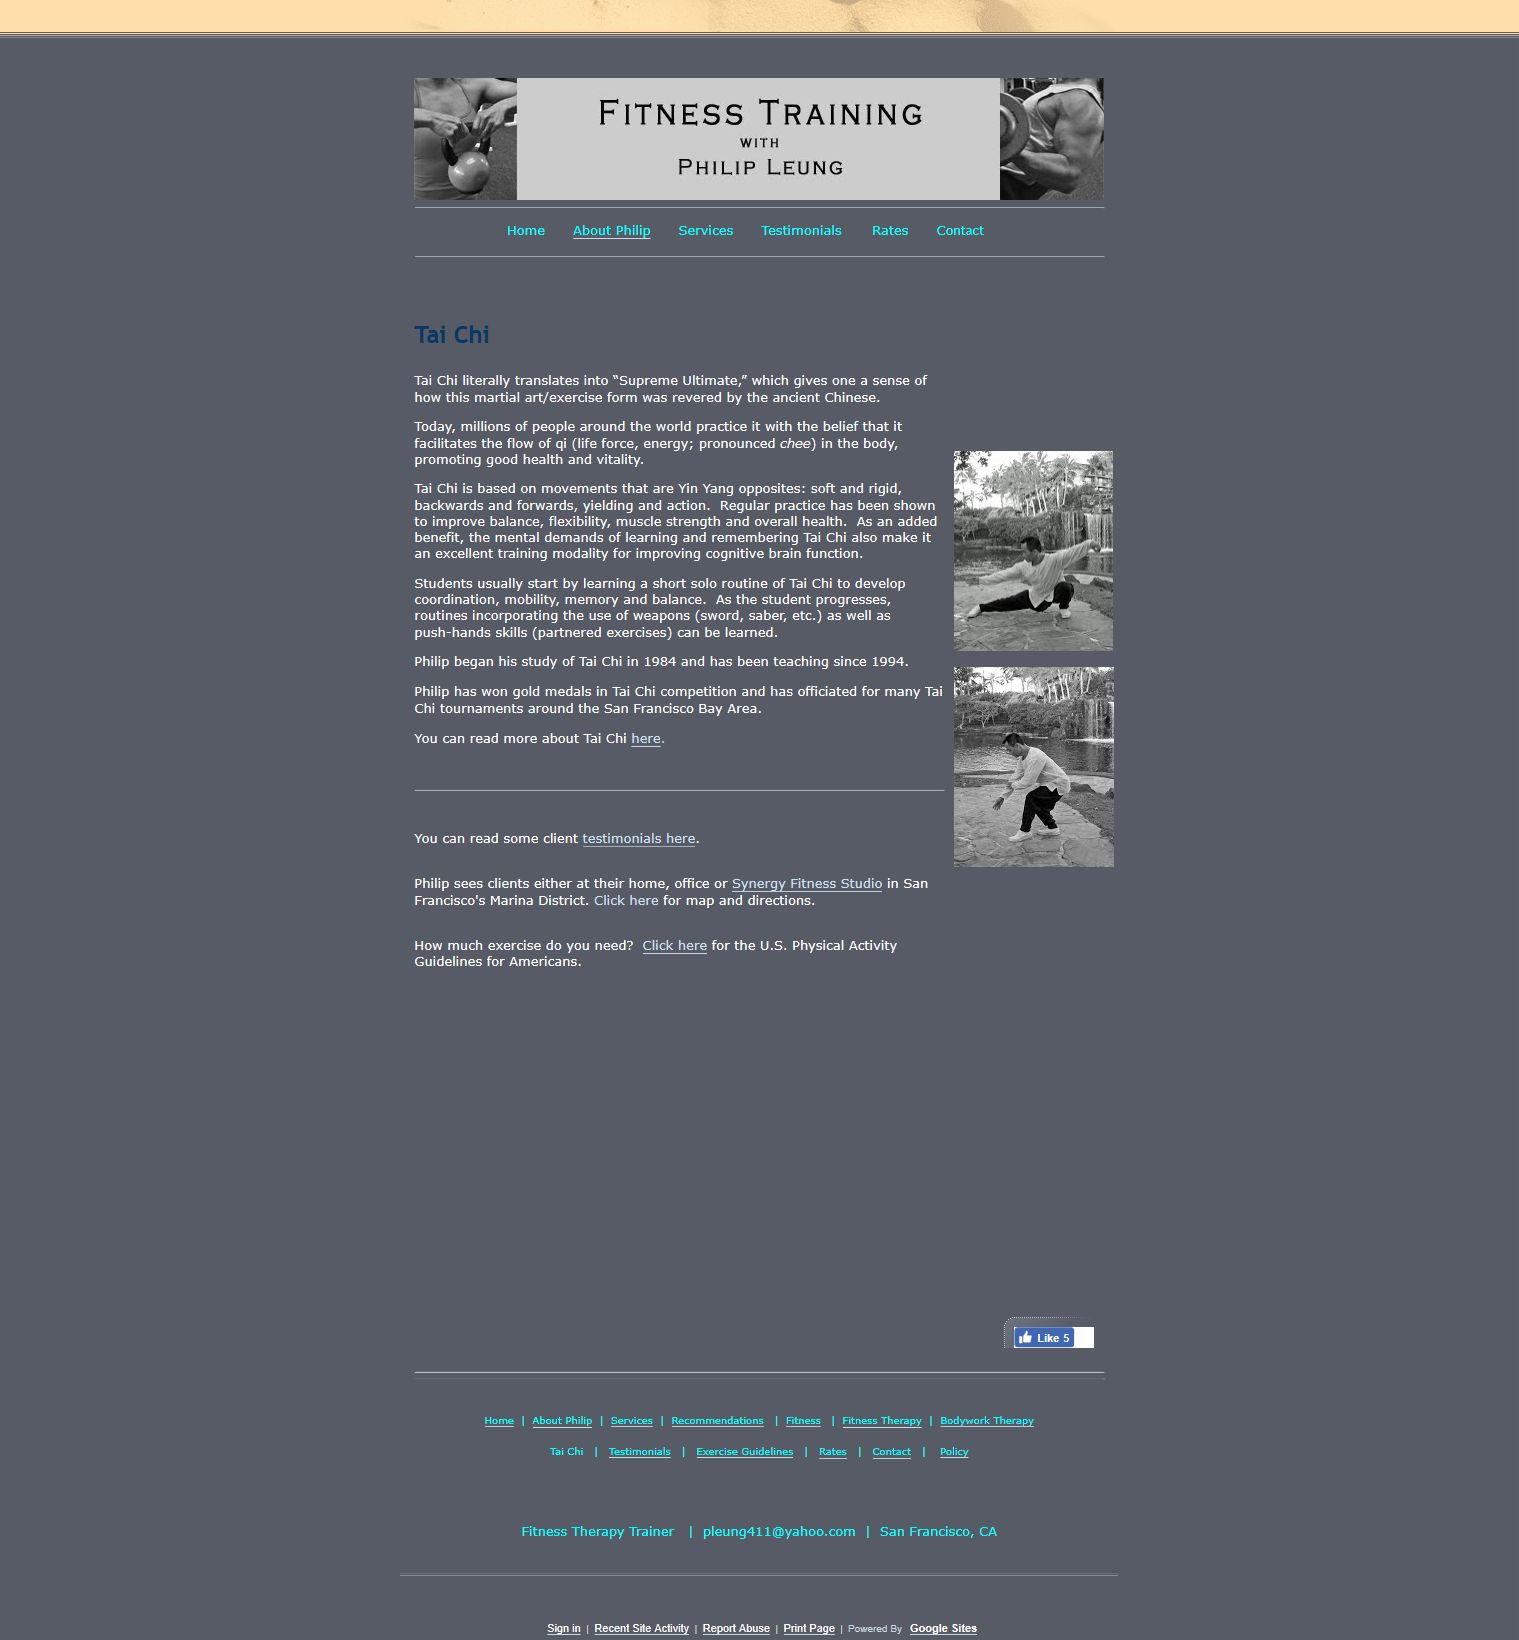 Fitness Training
with
Philip Leung
Home About Philip Services Testimonials Rates Contact
Tai Chi
Tai Chi literally translates into “Supreme Ultimate,” which gives one a sense of
how this martial art/exercise form was revered by the ancient Chinese.
Today, millions of people around the world practice it with the belief that it
facilitates the flow of qi (life force, energy; pronounced chee) in the body,
promoting good health and vitality.
Tai Chi is based on movements that are Yin Yang opposites: soft and rigid,
backwards and forwards, yielding and action.  Regular practice has been shown
to improve balance, flexibility, muscle strength and overall health.  As an added
benefit, the mental demands of learning and remembering Tai Chi also make it
an excellent training modality for improving cognitive brain function.
Students usually start by learning a short solo routine of Tai Chi to develop
coordination, mobility, memory and balance.  As the student progresses,
routines incorporating the use of weapons (sword, saber, etc.) as well as
push-hands skills (partnered exercises) can be learned.
Philip began his study of Tai Chi in 1984 and has been teaching since 1994.
Philip has won gold medals in Tai Chi competition and has officiated for many Tai
Chi tournaments around the San Francisco Bay Area.
You can read more about Tai Chi here.
You can read some client testimonials here.
Philip sees clients either at their home, office or Synergy Fitness Studio in San
Francisco's Marina District. Click here for map and directions.
How much exercise do you need?  Click here for the U.S. Physical Activity
Guidelines for Americans.
Like 5
Home | About Philip | Services | Recommendations | Fitness | Fitness Therapy | Bodywork Therapy
Tai Chi | Testimonials | Exercise Guidelines | Rates | Contact | Policy
Fitness Therapy Trainer | pleung411@yahoo.com | San Francisco, CA
Sign in | Recent Site Activity | Report Abuse | Print Page | Powered By Google Sites